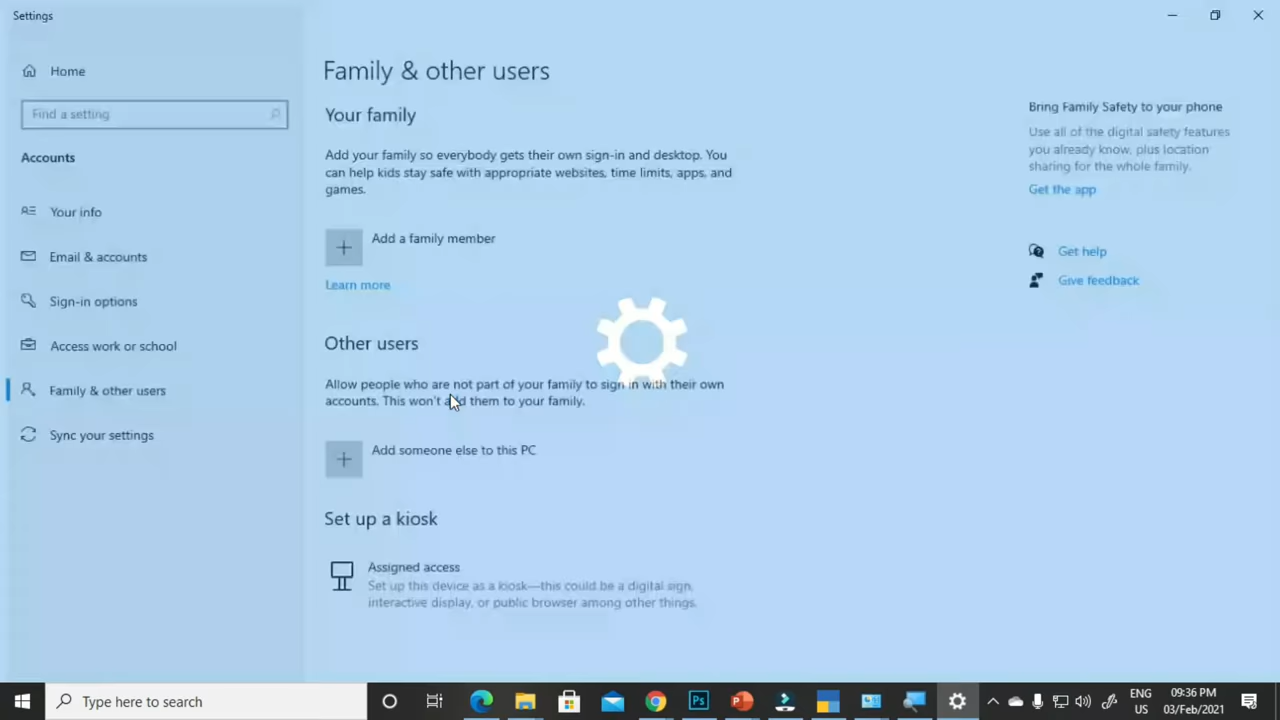 Settings
Home
Find a setting
Accounts
Your info
Email & accounts
Sign-in options
Access work or school
Family & other users
Sync your settings
Family & other users
Your family
Add your family so everybody gets their own sign-in and desktop. You
can help kids stay safe with appropriate websites, time limits, apps, and
games.
Add a family member
Learn more
Other users
Allow people who are not part of your family to sign in with their own
accounts. This won't add them to your family.
Add someone else to this PC
Set up a kiosk
Assigned access
Set up this device as a kiosk—this could be a digital sign,
interactive display, or public browser among other things.
Bring Family Safety to your phone
Use all of the digital safety features
you already know, plus location
sharing for the whole family.
Get the app
Get help
Give feedback
Type here to search
Ps
P
ENG
US
09:36 PM
03/Feb/2021